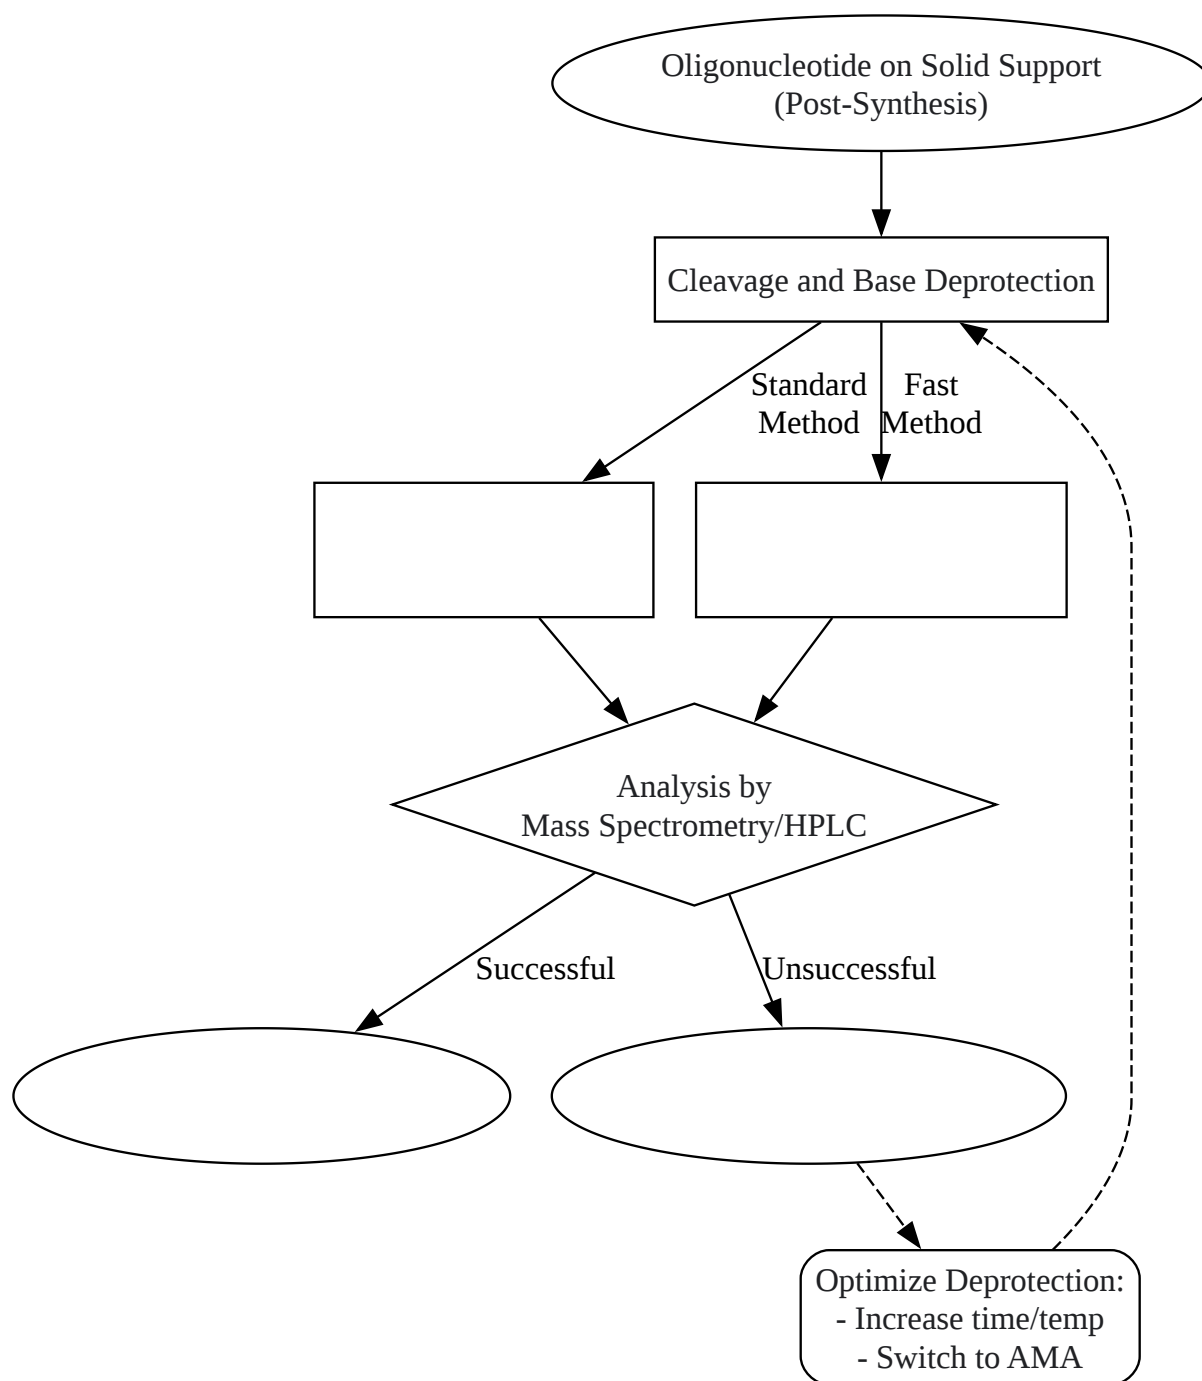 Oligonucleotide on Solid Support
(Post-Synthesis)
Cleavage and Base Deprotection
Standard
Method
Fast
Method
Analysis by
Mass Spectrometry/HPLC
Successful
Unsuccessful
Optimize Deprotection:
- Increase time/temp
- Switch to AMA